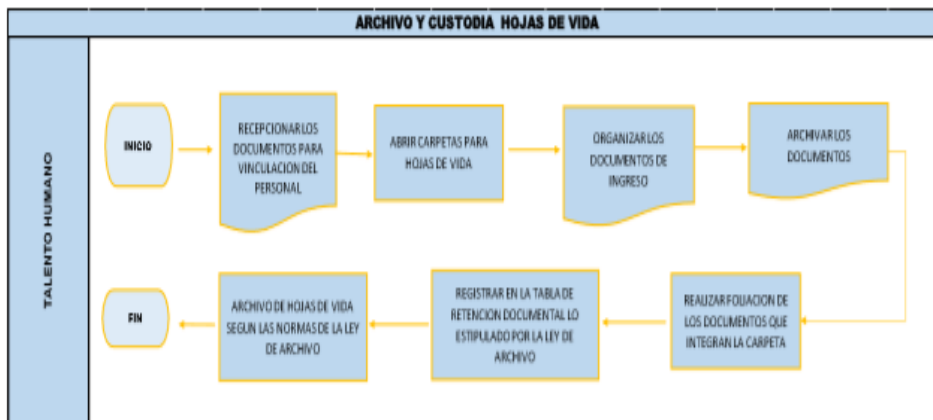 ARCHIVO Y CUSTODIA HOJAS DE VIDA
TALENTO HUMANO
INICIO
RECEPCIONAR LOS
DOCUMENTOS PARA
VINCULACION DEL
PERSONAL
ABRIR CARPETAS PARA
HOJAS DE VIDA
ORGANIZAR LOS
DOCUMENTOS DE
INGRESO
ARCHIVAR LOS
DOCUMENTOS
REALIZAR FOLIACION DE
LOS DOCUMENTOS QUE
INTEGRAN LA CARPETA
REGISTRAR EN LA TABLA DE
RETENCION DOCUMENTAL LO
ESTIPULADO POR LA LEY DE
ARCHIVO
ARCHIVO DE HOJAS DE VIDA
SEGUN LAS NORMAS DE LA LEY
DE ARCHIVO
FIN